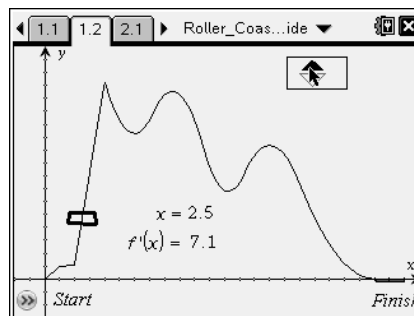 1.1 1.2 2.1 Roller_Coas...ide
y
x = 2.5
f'(x) = 7.1
x
Start Finish